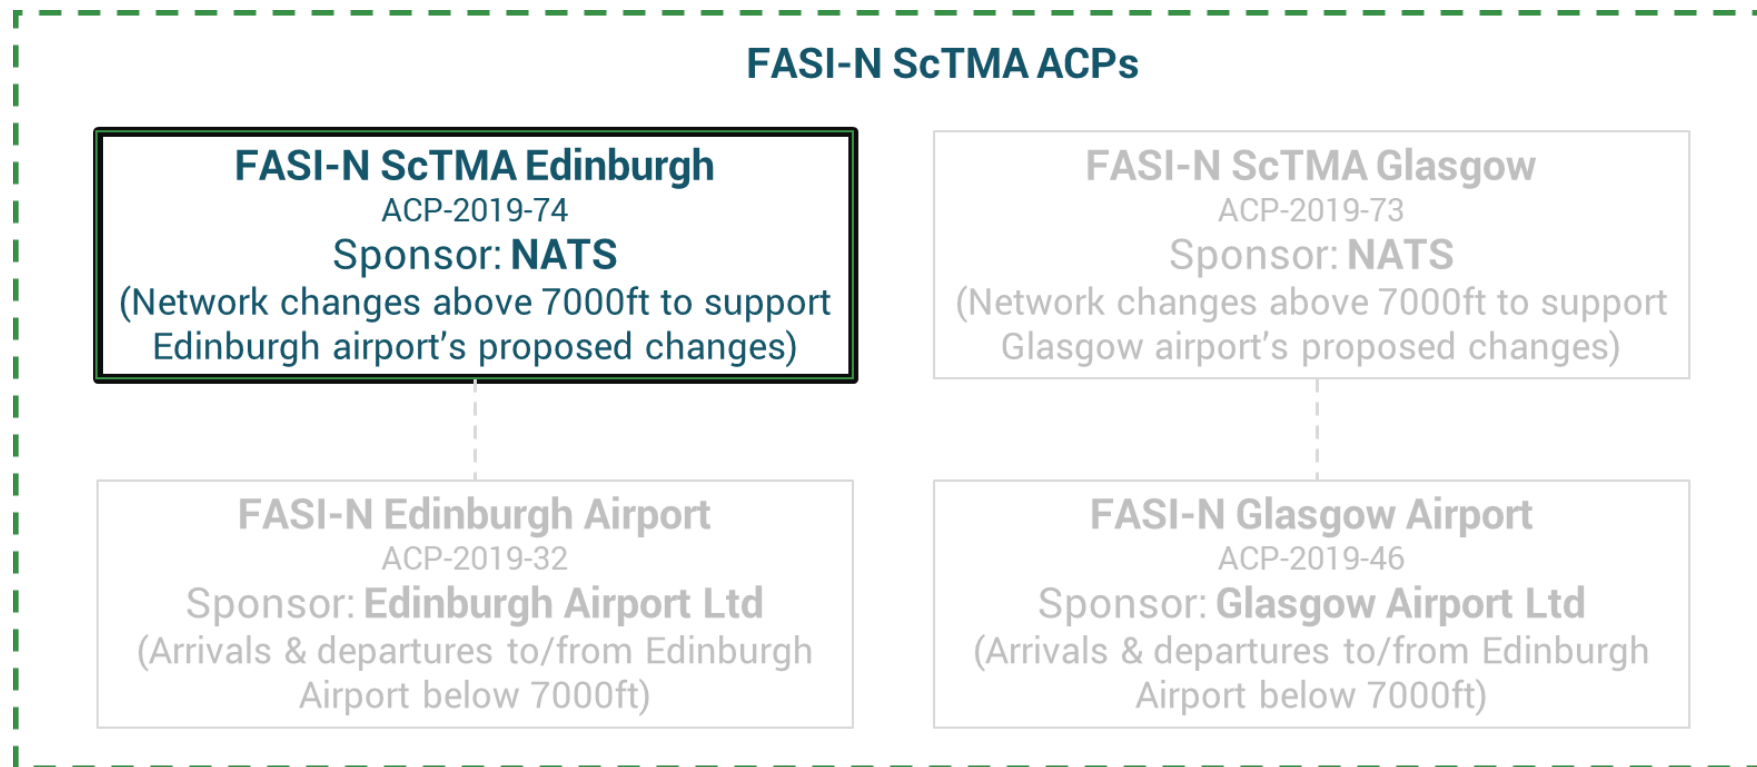 FASI-N ScTMA ACPs
FASI-N ScTMA Edinburgh
ACP-2019-74
Sponsor: NATS
(Network changes above 7000ft to support
Edinburgh airport’s proposed changes)
FASI-N ScTMA Glasgow
ACP-2019-73
Sponsor: NATS
(Network changes above 7000ft to support
Glasgow airport’s proposed changes)
FASI-N Edinburgh Airport
ACP-2019-32
Sponsor: Edinburgh Airport Ltd
(Arrivals & departures to/from Edinburgh
Airport below 7000ft)
FASI-N Glasgow Airport
ACP-2019-46
Sponsor: Glasgow Airport Ltd
(Arrivals & departures to/from Edinburgh
Airport below 7000ft)